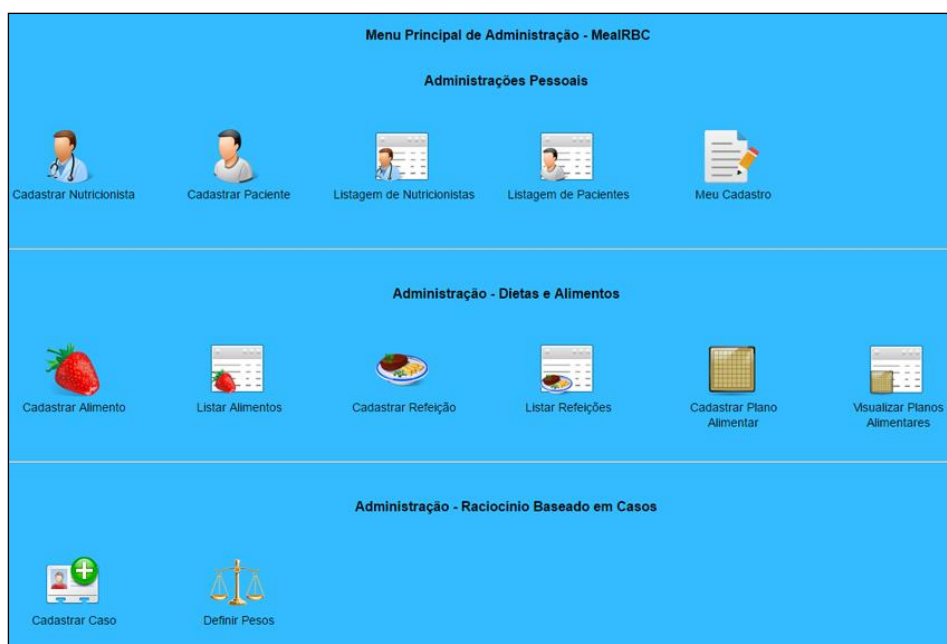 Menu Principal de Administração - MealRBC
Administrações Pessoais
Cadastrar Nutricionista
Cadastrar Paciente
Listagem de Nutricionistas
Listagem de Pacientes
Meu Cadastro
Administração - Dietas e Alimentos
Cadastrar Alimento
Listar Alimentos
Cadastrar Refeição
Listar Refeições
Cadastrar Plano
Alimentar
Visualizar Planos
Alimentares
Administração - Raciocinio Baseado em Casos
Cadastrar Caso
Definir Pesos